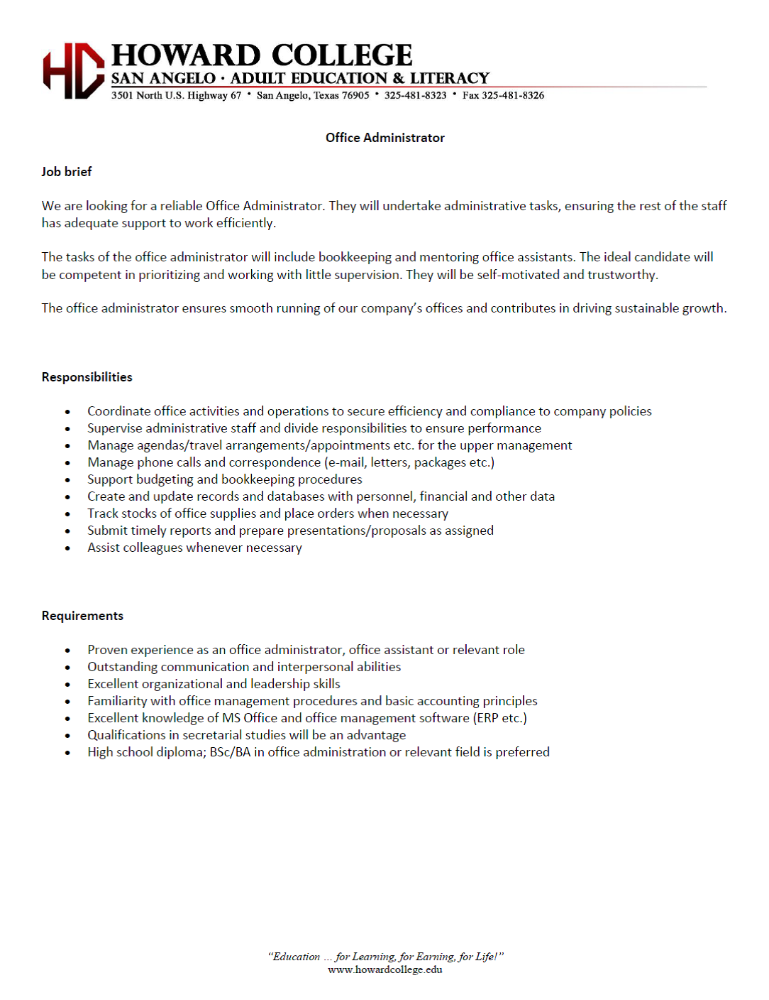 HC HOWARD COLLEGE
SAN ANGELO · ADULT EDUCATION & LITERACY
3501 North U.S. Highway 67 • San Angelo, Texas 76905 • 325-481-8323 • Fax 325-481-8326
Office Administrator
Job brief
We are looking for a reliable Office Administrator. They will undertake administrative tasks, ensuring the rest of the staff
has adequate support to work efficiently.
The tasks of the office administrator will include bookkeeping and mentoring office assistants. The ideal candidate will
be competent in prioritizing and working with little supervision. They will be self-motivated and trustworthy.
The office administrator ensures smooth running of our company’s offices and contributes in driving sustainable growth.
Responsibilities
• Coordinate office activities and operations to secure efficiency and compliance to company policies
• Supervise administrative staff and divide responsibilities to ensure performance
• Manage agendas/travel arrangements/appointments etc. for the upper management
• Manage phone calls and correspondence (e-mail, letters, packages etc.)
• Support budgeting and bookkeeping procedures
• Create and update records and databases with personnel, financial and other data
• Track stocks of office supplies and place orders when necessary
• Submit timely reports and prepare presentations/proposals as assigned
• Assist colleagues whenever necessary
Requirements
• Proven experience as an office administrator, office assistant or relevant role
• Outstanding communication and interpersonal abilities
• Excellent organizational and leadership skills
• Familiarity with office management procedures and basic accounting principles
• Excellent knowledge of MS Office and office management software (ERP etc.)
• Qualifications in secretarial studies will be an advantage
• High school diploma; BSc/BA in office administration or relevant field is preferred
“Education ... for Learning, for Earning, for Life!”
www.howardcollege.edu